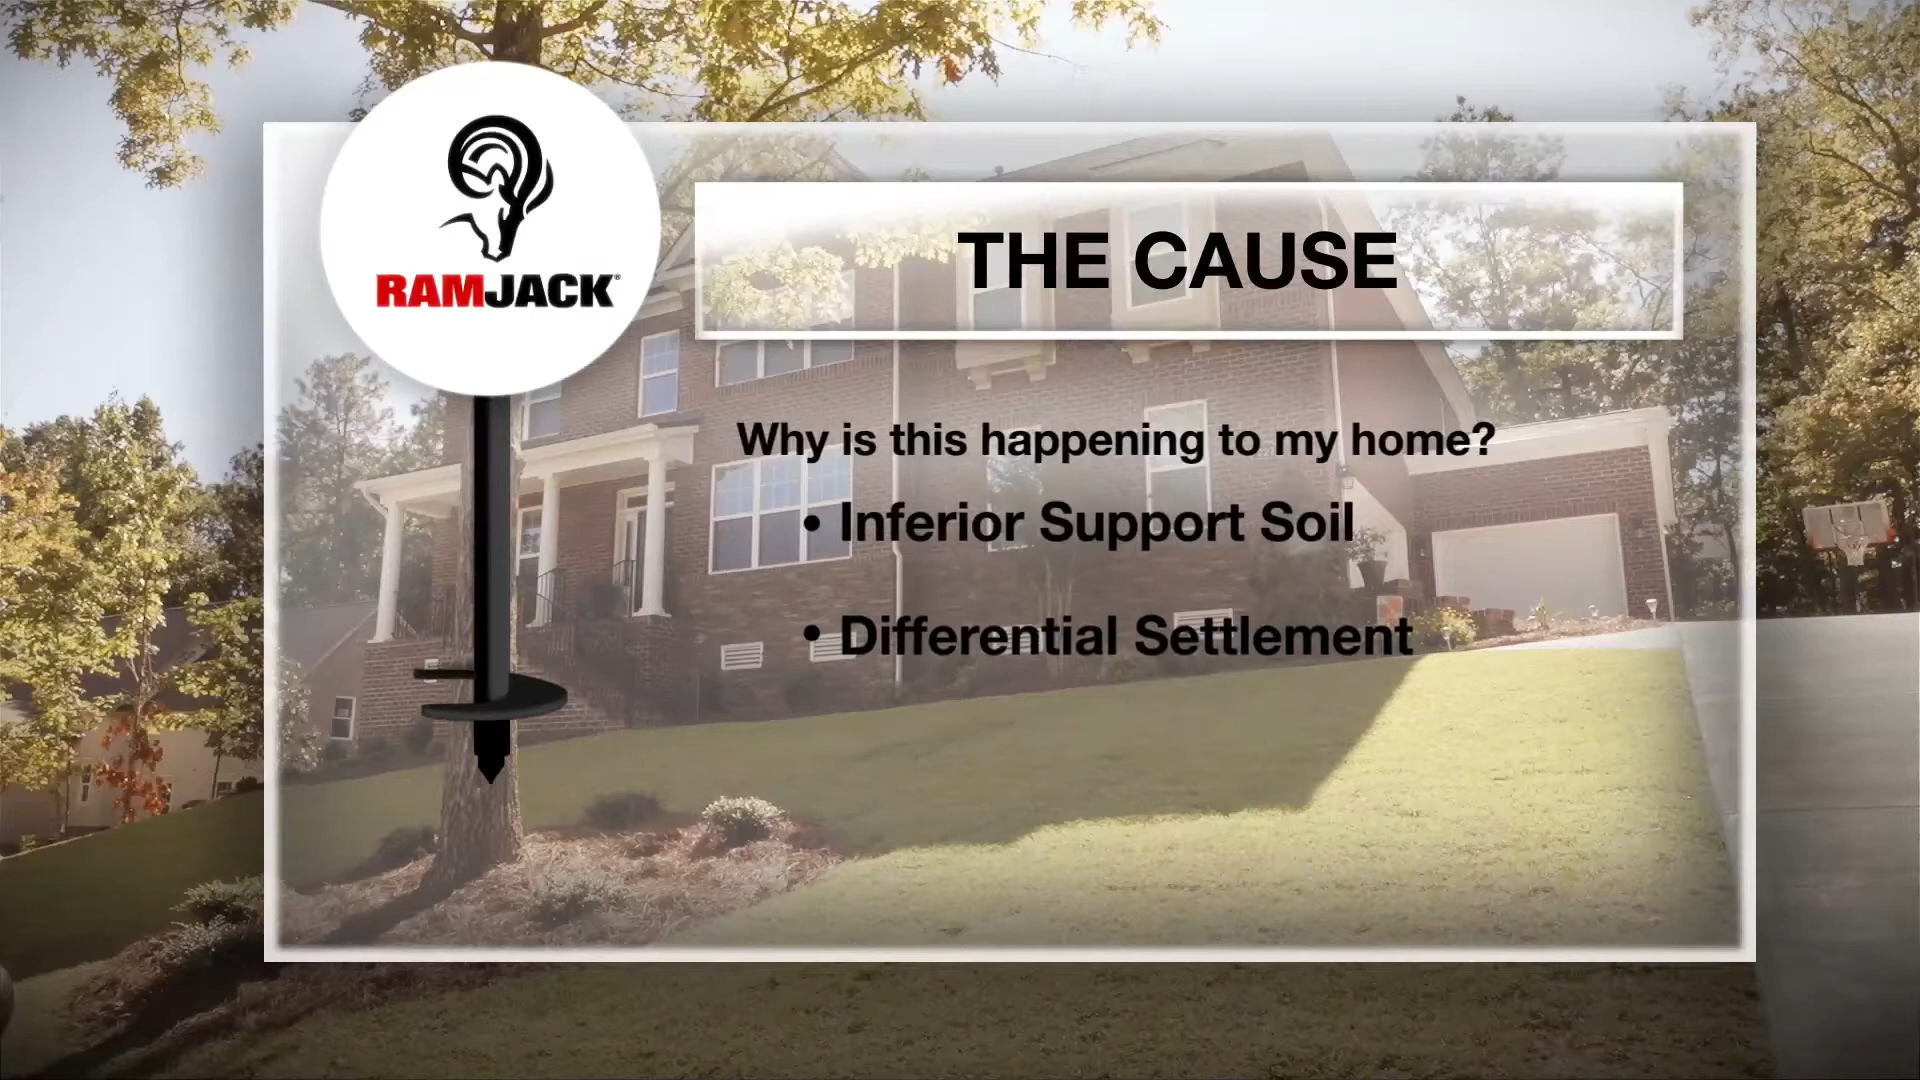 RAMJACK®
THE CAUSE
Why is this happening to my home?
• Inferior Support Soil
• Differential Settlement